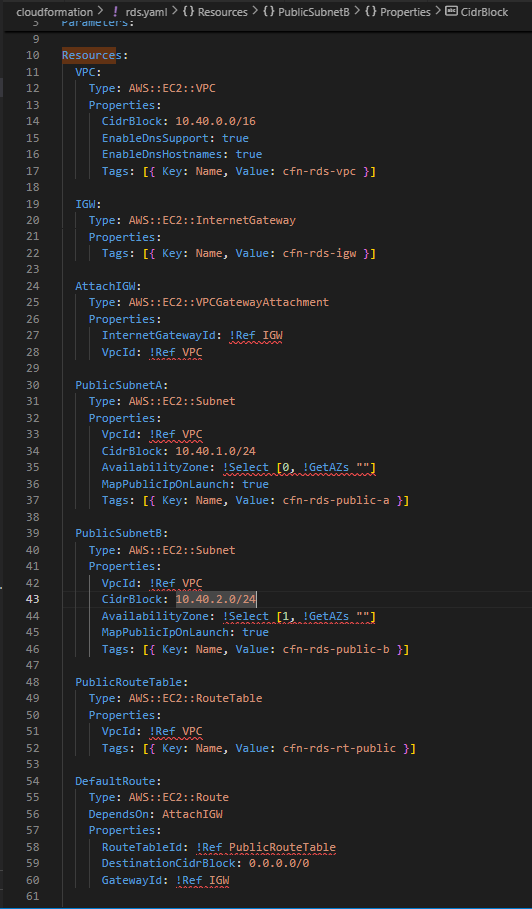 cloudformation > ! rds.yaml > {} Resources > {} PublicSubnetB > {} Properties > abc CidrBlock
3 Parameters:
9
10 Resources:
11   VPC:
12     Type: AWS::EC2::VPC
13     Properties:
14       CidrBlock: 10.40.0.0/16
15       EnableDnsSupport: true
16       EnableDnsHostnames: true
17       Tags: [{ Key: Name, Value: cfn-rds-vpc }]
18
19   IGW:
20     Type: AWS::EC2::InternetGateway
21     Properties:
22       Tags: [{ Key: Name, Value: cfn-rds-igw }]
23
24   AttachIGW:
25     Type: AWS::EC2::VPCGatewayAttachment
26     Properties:
27       InternetGatewayId: !Ref IGW
28       VpcId: !Ref VPC
29
30   PublicSubnetA:
31     Type: AWS::EC2::Subnet
32     Properties:
33       VpcId: !Ref VPC
34       CidrBlock: 10.40.1.0/24
35       AvailabilityZone: !Select [0, !GetAZs ""]
36       MapPublicIpOnLaunch: true
37       Tags: [{ Key: Name, Value: cfn-rds-public-a }]
38
39   PublicSubnetB:
40     Type: AWS::EC2::Subnet
41     Properties:
42       VpcId: !Ref VPC
43       CidrBlock: 10.40.2.0/24
44       AvailabilityZone: !Select [1, !GetAZs ""]
45       MapPublicIpOnLaunch: true
46       Tags: [{ Key: Name, Value: cfn-rds-public-b }]
47
48   PublicRouteTable:
49     Type: AWS::EC2::RouteTable
50     Properties:
51       VpcId: !Ref VPC
52       Tags: [{ Key: Name, Value: cfn-rds-rt-public }]
53
54   DefaultRoute:
55     Type: AWS::EC2::Route
56     DependsOn: AttachIGW
57     Properties:
58       RouteTableId: !Ref PublicRouteTable
59       DestinationCidrBlock: 0.0.0.0/0
60       GatewayId: !Ref IGW
61